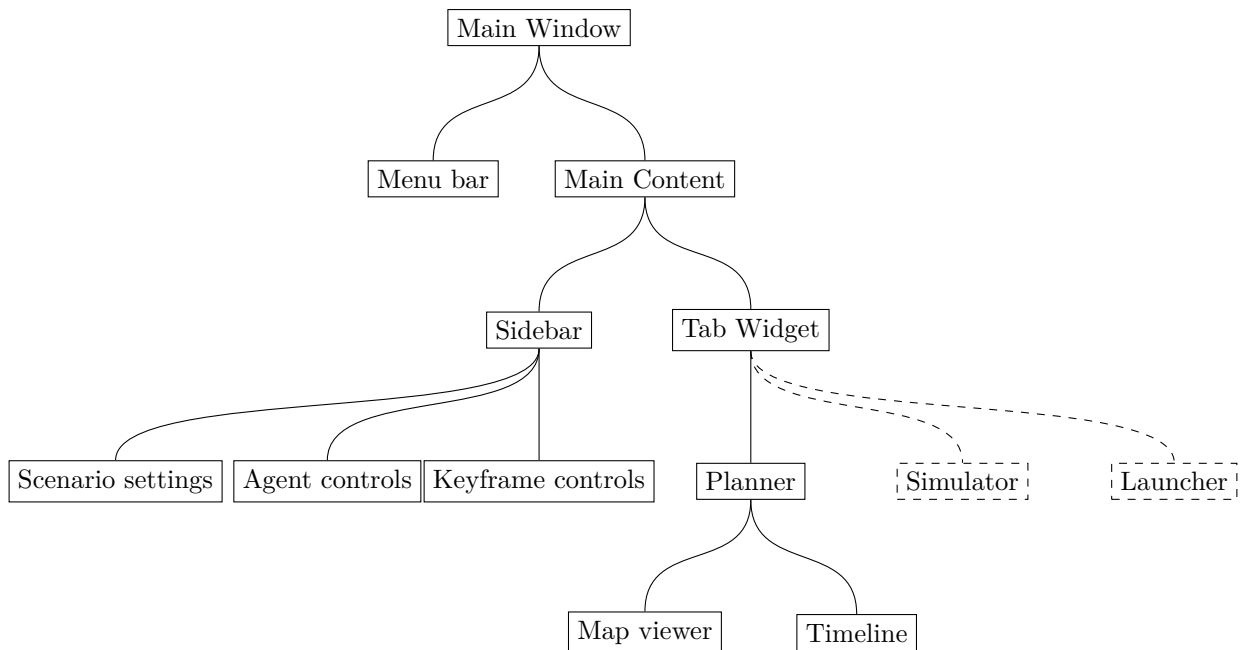 Main Window
Menu bar
Main Content
Sidebar
Tab Widget
Scenario settings
Agent controls
Keyframe controls
Planner
Simulator
Launcher
Map viewer
Timeline